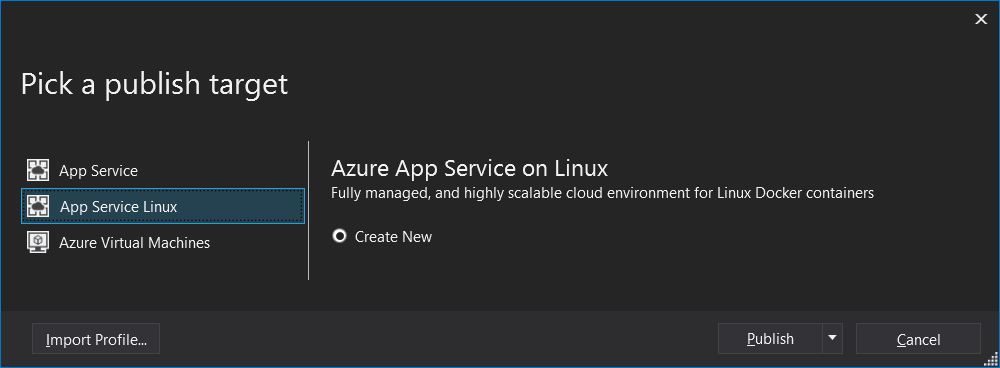 Pick a publish target
App Service
App Service Linux
Azure Virtual Machines
Azure App Service on Linux
Fully managed, and highly scalable cloud environment for Linux Docker containers
Create New
Import Profile...
Publish
Cancel